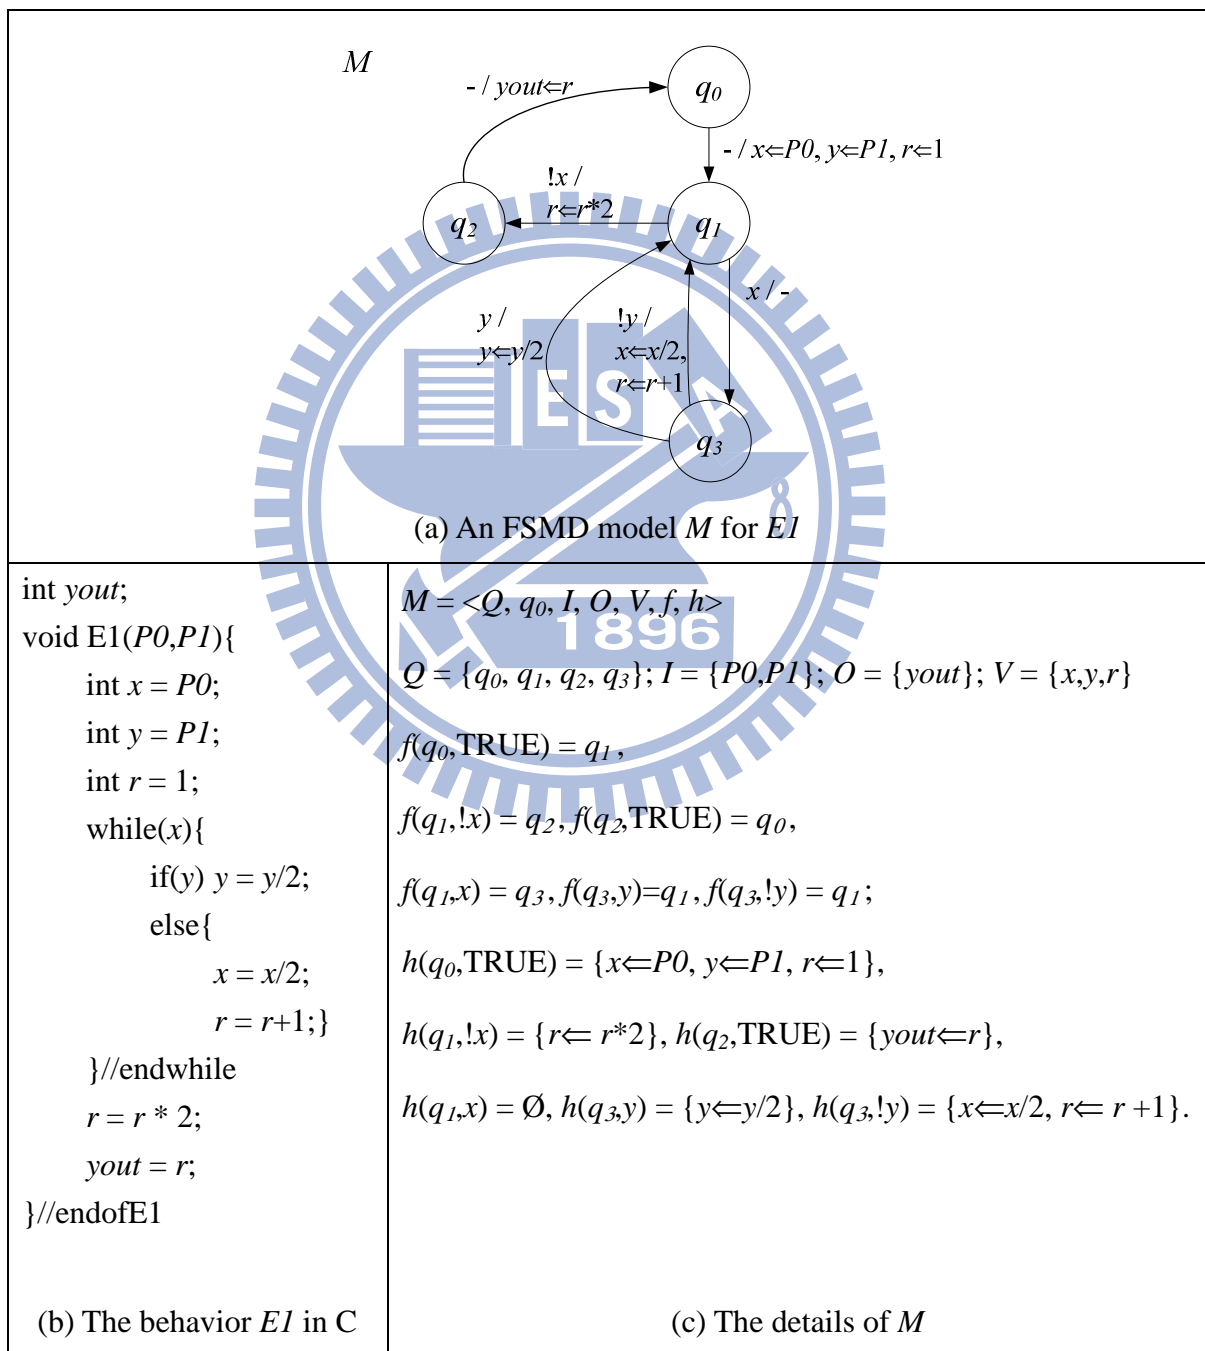 M
- / yout⇐r
q0
- / x⇐P0, y⇐P1, r⇐1
!x /
r⇐r*2
q2
q1
x / -
y /
y⇐y/2
!y /
x⇐x/2,
r⇐r+1
E S A
q3
8
(a) An FSMD model M for E1
int yout;
void E1(P0,P1){
int x = P0;
int y = P1;
int r = 1;
while(x){
if(y) y = y/2;
else{
x = x/2;
r = r+1;}
}//endwhile
r = r * 2;
yout = r;
}//endofE1
(b) The behavior E1 in C
M = <Q, q0, I, O, V, f, h>
1896
Q = {q0, q1, q2, q3}; I = {P0,P1}; O = {yout}; V = {x,y,r}
f(q0,TRUE) = q1,
f(q1,!x) = q2, f(q2,TRUE) = q0,
f(q1,x) = q3, f(q3,y)=q1, f(q3,!y) = q1;
h(q0,TRUE) = {x⇐P0, y⇐P1, r⇐1},
h(q1,!x) = {r⇐ r*2}, h(q2,TRUE) = {yout⇐r},
h(q1,x) = Ø, h(q3,y) = {y⇐y/2}, h(q3,!y) = {x⇐x/2, r⇐ r +1}.
(c) The details of M